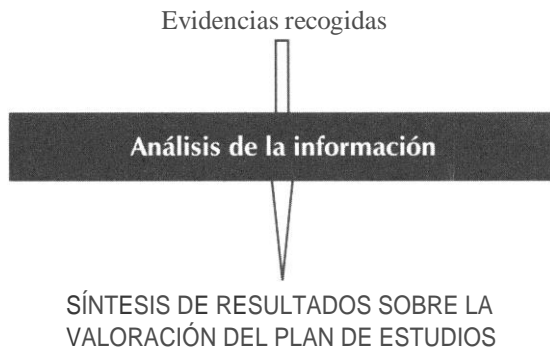 Evidencias recogidas
Análisis de la información
SÍNTESIS DE RESULTADOS SOBRE LA
VALORACIÓN DEL PLAN DE ESTUDIOS